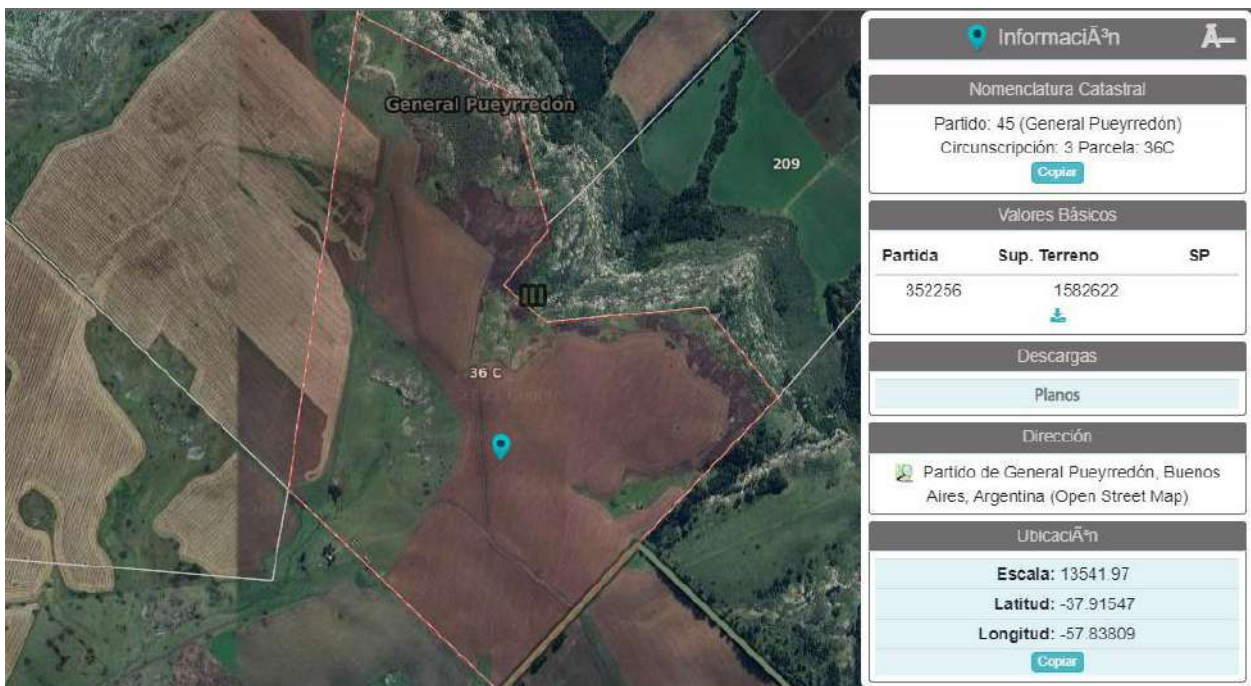 General Pueyrredón
209
III
36 C
InformaciÃ³n
Ã—
Nomenclatura Catastral
Partido: 45 (General Pueyrredón)
Circunscripción: 3 Parcela: 36C
Copiar
Valores Básicos
Partida Sup. Terreno SP
352256 1582622
Descargas
Planos
Dirección
Partido de General Pueyrredón, Buenos
Aires, Argentina (Open Street Map)
UbicaciÃ³n
Escala: 13541.97
Latitud: -37.91547
Longitud: -57.83809
Copiar